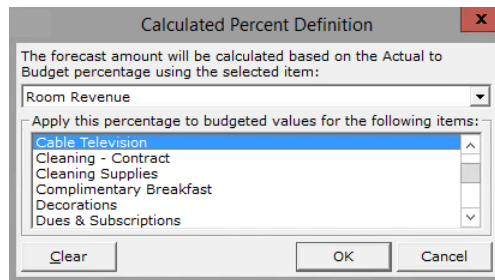 Calculated Percent Definition
x
The forecast amount will be calculated based on the Actual to
Budget percentage using the selected item:
Room Revenue
Apply this percentage to budgeted values for the following items:
Cable Television
Cleaning - Contract
Cleaning Supplies
Complimentary Breakfast
Decorations
Dues & Subscriptions
Clear OK Cancel